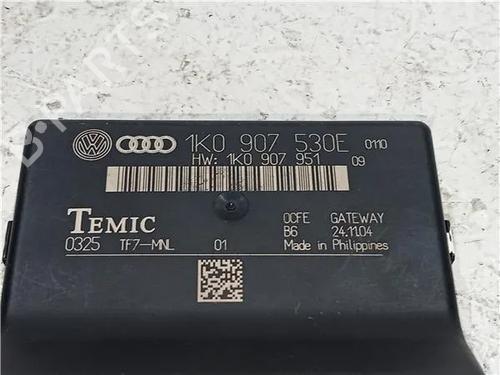 1K0 907 530E 0110
HW: 1K0 907 951 09
TEMIC
0325 TF7-MNL 01
0CFE GATEWAY
B6 24.11.04
Made in Philippines